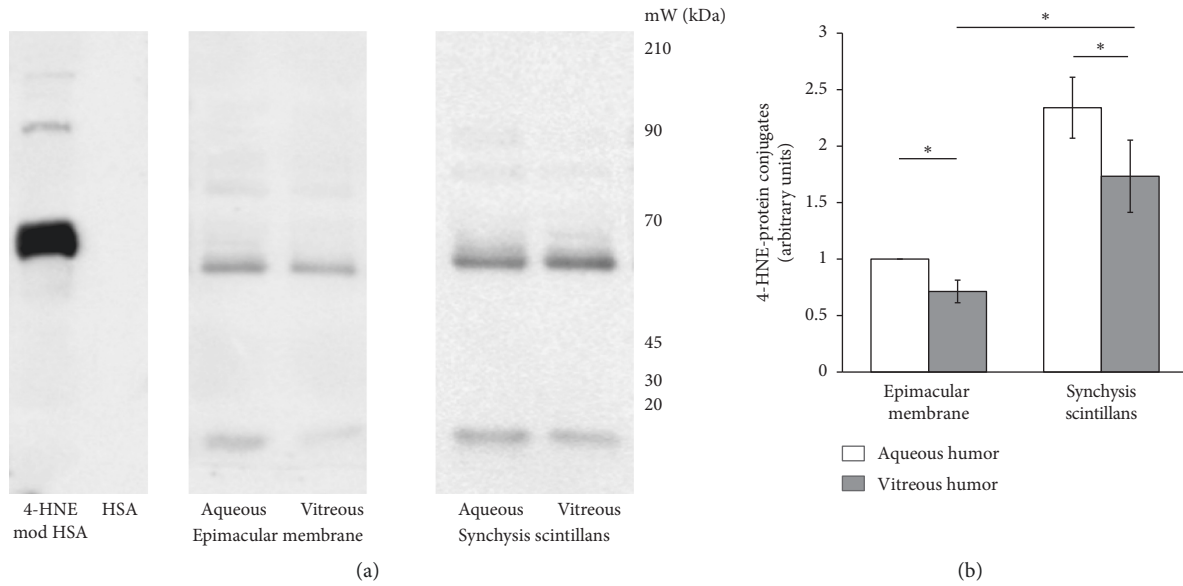 mW (kDa)
210
90
70
45
30
20
4-HNE
mod HSA
HSA
Aqueous Vitreous
Epimacular membrane
Aqueous Vitreous
Synchysis scintillans
(a)
4-HNE-protein conjugates
(arbitrary units)
3
2.5
2
1.5
1
0.5
0
*
*
*
Epimacular
membrane
Synchysis
scintillans
Aqueous humor
Vitreous humor
(b)